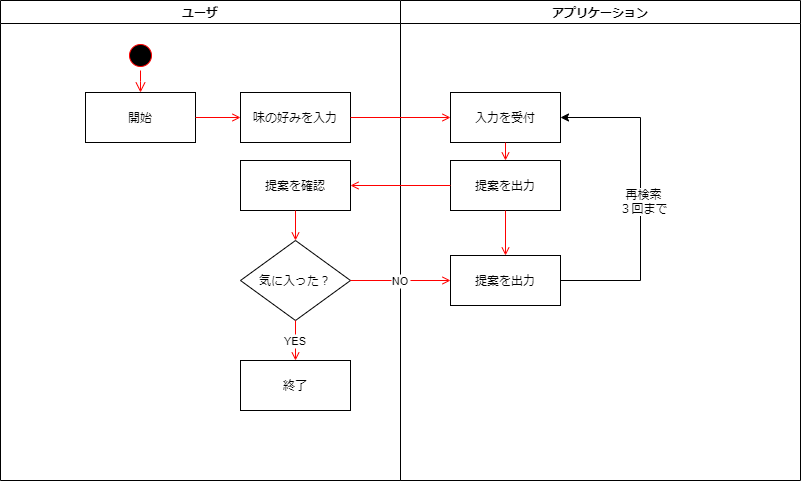 ユーザ
アプリケーション
開始
味の好みを入力
入力を受付
提案を確認
提案を出力
再検索
３回まで
気に入った？
NO
提案を出力
YES
終了